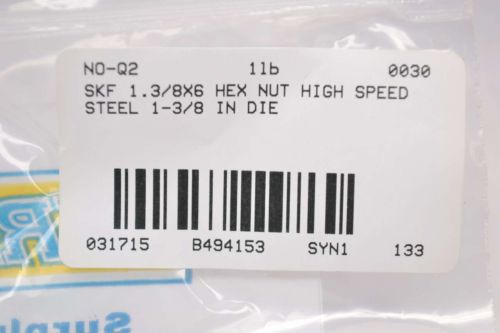 NO-Q2 1lb 0030
SKF 1.3/8X6 HEX NUT HIGH SPEED
STEEL 1-3/8 IN DIE
031715 B494153 SYN1 133
Surplu